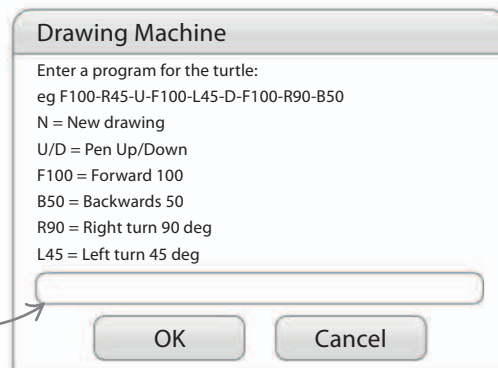 Drawing Machine
Enter a program for the turtle:
eg F100-R45-U-F100-L45-D-F100-R90-B50
N = New drawing
U/D = Pen Up/Down
F100 = Forward 100
B50 = Backwards 50
R90 = Right turn 90 deg
L45 = Left turn 45 deg
OK
Cancel